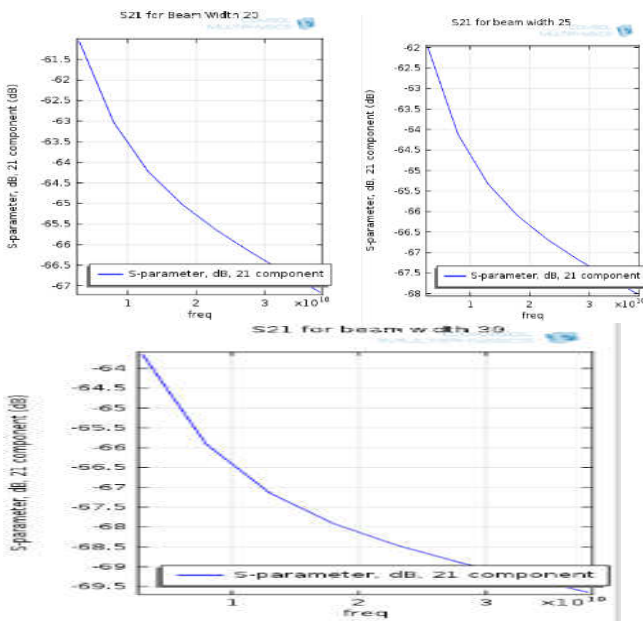 S21 for Beam Width 20
-61.5
-62
-62.5
-63
-63.5
-64
-64.5
-65
-65.5
-66
-66.5
-67
S-parameter, dB, 21 component (dB)
S-parameter, dB, 21 component
1 2 3 ×10¹⁰
freq
S21 for beam width 25
-62
-62.5
-63
-63.5
-64
-64.5
-65
-65.5
-66
-66.5
-67
-67.5
-68
S-parameter, dB, 21 component (dB)
S-parameter, dB, 21 component
1 2 3 ×10¹⁰
freq
S21 for beam width 30
-64
-64.5
-65
-65.5
-66
-66.5
-67
-67.5
-68
-68.5
-69
-69.5
S-parameter, dB, 21 component (dB)
S-parameter, dB, 21 component
1 2 3 ×10¹⁰
freq